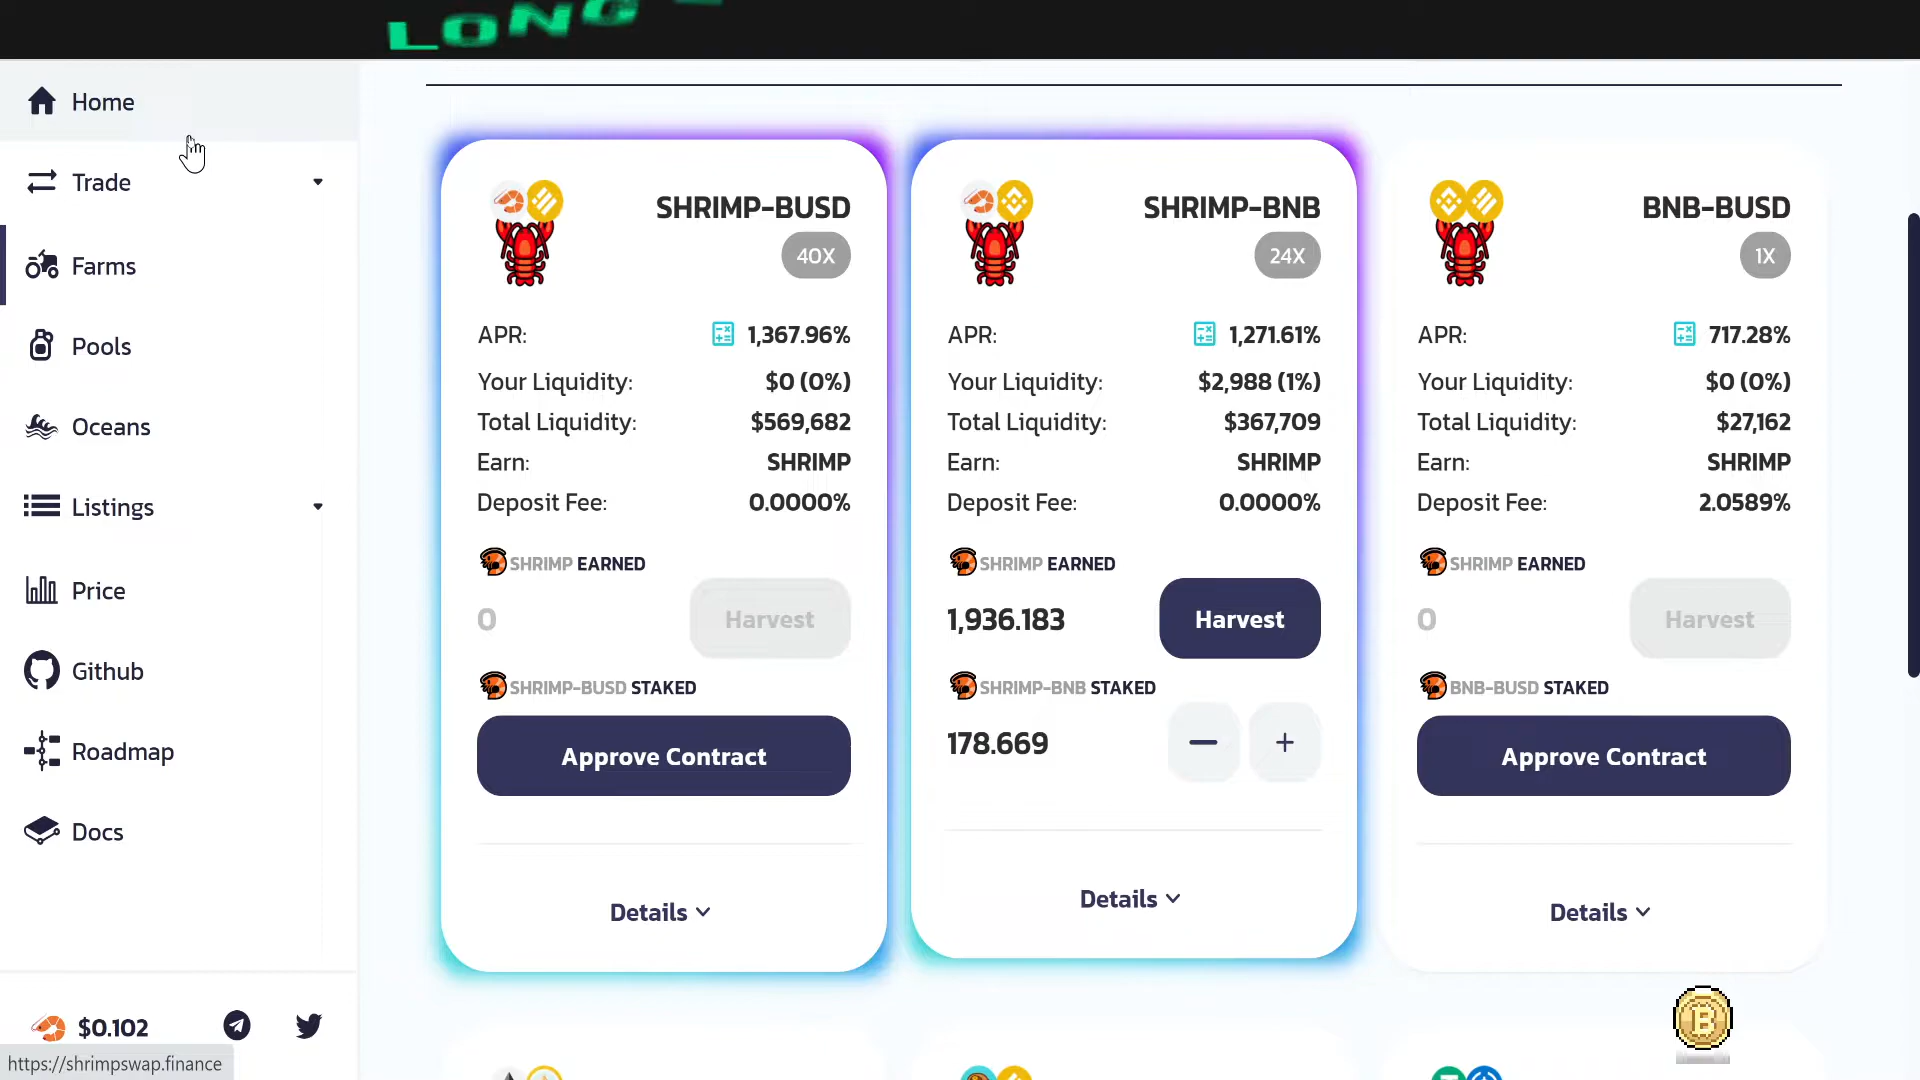 LONG
Home
Trade
Farms
Pools
Oceans
Listings
Price
Github
Roadmap
Docs
$0.102
https://shrimpswap.finance
SHRIMP-BUSD
40X
APR: 1,367.96%
Your Liquidity: $0 (0%)
Total Liquidity: $569,682
Earn: SHRIMP
Deposit Fee: 0.0000%
SHRIMP EARNED
0 Harvest
SHRIMP-BUSD STAKED
Approve Contract
Details
SHRIMP-BNB
24X
APR: 1,271.61%
Your Liquidity: $2,988 (1%)
Total Liquidity: $367,709
Earn: SHRIMP
Deposit Fee: 0.0000%
SHRIMP EARNED
1,936.183 Harvest
SHRIMP-BNB STAKED
178.669 — +
Details
BNB-BUSD
1X
APR: 717.28%
Your Liquidity: $0 (0%)
Total Liquidity: $27,162
Earn: SHRIMP
Deposit Fee: 2.0589%
SHRIMP EARNED
0 Harvest
BNB-BUSD STAKED
Approve Contract
Details